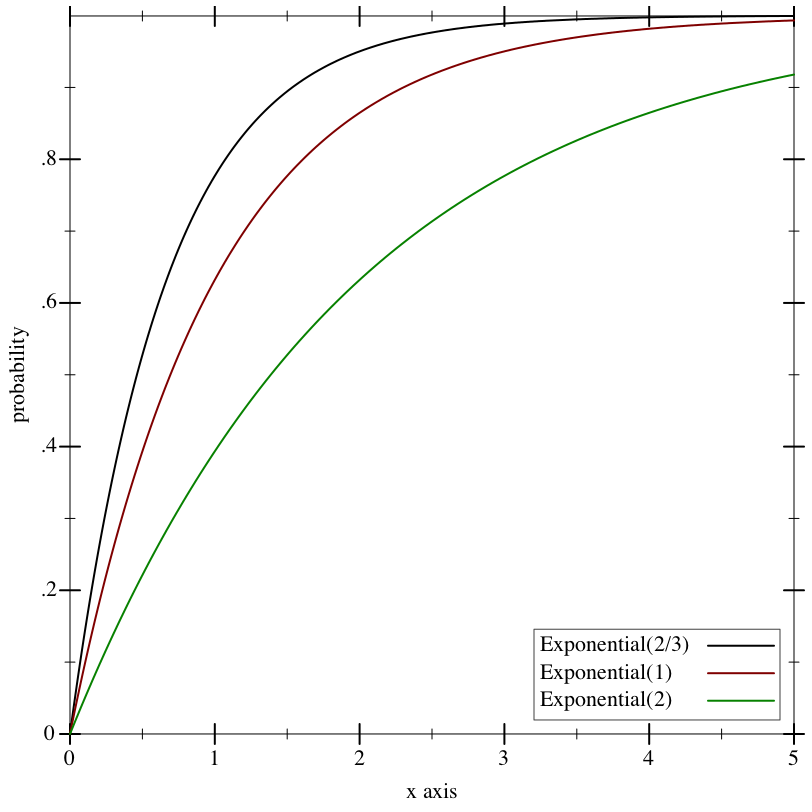 probability
.8
.6
.4
.2
0
0 1 2 3 4 5
x axis
Exponential(2/3)
Exponential(1)
Exponential(2)